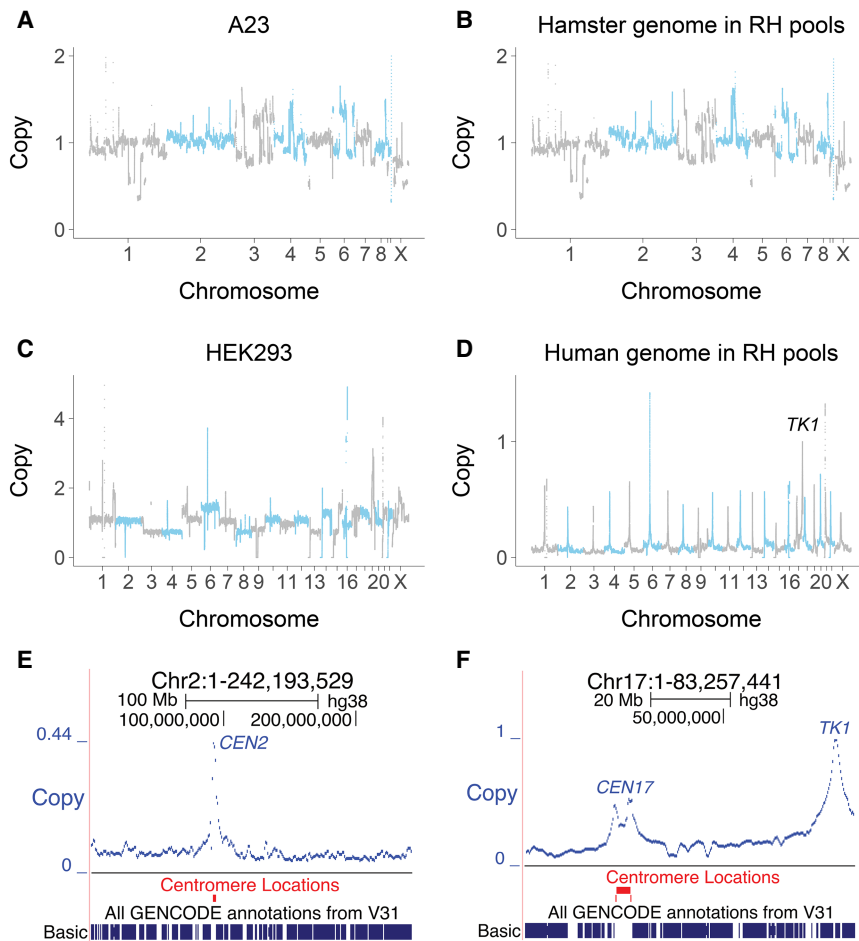 A
A23
2
1
0
Copy
1 2 3 4 5 6 7 8 X
Chromosome
B
Hamster genome in RH pools
2
1
0
Copy
1 2 3 4 5 6 7 8 X
Chromosome
C
HEK293
4
2
0
Copy
1 2 3 4 5 6 7 8 9 11 13 16 20 X
Chromosome
D
Human genome in RH pools
TK1
1
0
Copy
1 2 3 4 5 6 7 8 9 11 13 16 20 X
Chromosome
E
Chr2:1-242,193,529
100 Mb hg38
100,000,000 200,000,000
0.44
CEN2
Copy
0
Centromere Locations
All GENCODE annotations from V31
Basic
F
Chr17:1-83,257,441
20 Mb hg38
50,000,000
1
TK1
CEN17
Copy
0
Centromere Locations
All GENCODE annotations from V31
Basic